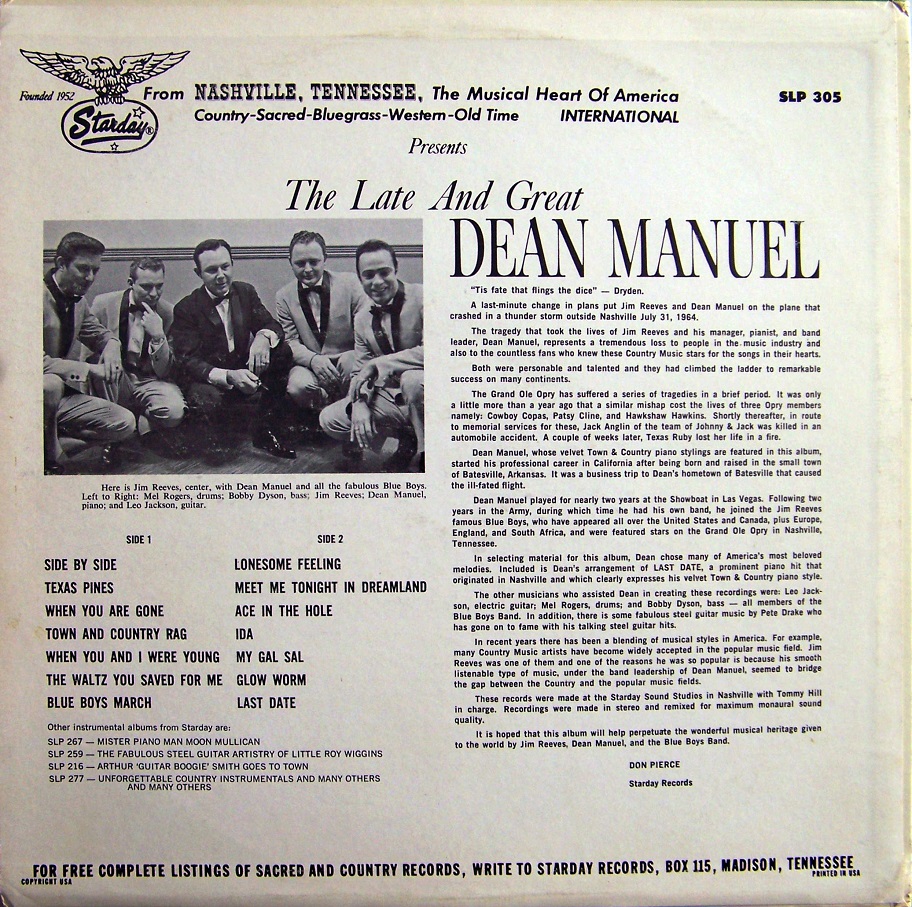 Founded 1952
Starday®
From NASHVILLE, TENNESSEE, The Musical Heart Of America
SLP 305
Country-Sacred-Bluegrass-Western-Old Time INTERNATIONAL
Presents
The Late And Great
DEAN MANUEL
"Tis fate that flings the dice" — Dryden.
A last-minute change in plans put Jim Reeves and Dean Manuel on the plane that
crashed in a thunder storm outside Nashville July 31, 1964.
The tragedy that took the lives of Jim Reeves and his manager, pianist, and band
leader, Dean Manuel, represents a tremendous loss to people in the music industry and
also to the countless fans who knew these Country Music stars for the songs in their hearts.
Both were personable and talented and they had climbed the ladder to remarkable
success on many continents.
The Grand Ole Opry has suffered a series of tragedies in a brief period. It was only
a little more than a year ago that a similar mishap cost the lives of three Opry members
namely: Cowboy Copas, Patsy Cline, and Hawkshaw Hawkins. Shortly thereafter, in route
to memorial services for these, Jack Anglin of the team of Johnny & Jack was killed in an
automobile accident. A couple of weeks later, Texas Ruby lost her life in a fire.
Dean Manuel, whose velvet Town & Country piano stylings are featured in this album,
started his professional career in California after being born and raised in the small town
of Batesville, Arkansas. It was a business trip to Dean's hometown of Batesville that caused
the ill-fated flight.
Dean Manuel played for nearly two years at the Showboat in Las Vegas. Following two
years in the Army, during which time he had his own band, he joined the Jim Reeves
famous Blue Boys, who have appeared all over the United States and Canada, plus Europe,
England, and South Africa, and were featured stars on the Grand Ole Opry in Nashville,
Tennessee.
In selecting material for this album, Dean chose many of America's most beloved
melodies. Included is Dean's arrangement of LAST DATE, a prominent piano hit that
originated in Nashville and which clearly expresses his velvet Town & Country piano style.
The other musicians who assisted Dean in creating these recordings were: Leo Jack-
son, electric guitar; Mel Rogers, drums; and Bobby Dyson, bass — all members of the
Blue Boys Band. In addition, there is some fabulous steel guitar music by Pete Drake who
has gone on to fame with his talking steel guitar hits.
In recent years there has been a blending of musical styles in America. For example,
many Country Music artists have become widely accepted in the popular music field. Jim
Reeves was one of them and one of the reasons he was so popular is because his smooth
listenable type of music, under the band leadership of Dean Manuel, seemed to bridge
the gap between the Country and the popular music fields.
These records were made at the Starday Sound Studios in Nashville with Tommy Hill
in charge. Recordings were made in stereo and remixed for maximum monaural sound
quality.
It is hoped that this album will help perpetuate the wonderful musical heritage given
to the world by Jim Reeves, Dean Manuel, and the Blue Boys Band.
DON PIERCE
Starday Records
Here is Jim Reeves, center, with Dean Manuel and all the fabulous Blue Boys.
Left to Right: Mel Rogers, drums; Bobby Dyson, bass; Jim Reeves; Dean Manuel,
piano; and Leo Jackson, guitar.
SIDE 1
SIDE BY SIDE
TEXAS PINES
WHEN YOU ARE GONE
TOWN AND COUNTRY RAG
WHEN YOU AND I WERE YOUNG
THE WALTZ YOU SAVED FOR ME
BLUE BOYS MARCH
SIDE 2
LONESOME FEELING
MEET ME TONIGHT IN DREAMLAND
ACE IN THE HOLE
IDA
MY GAL SAL
GLOW WORM
LAST DATE
Other instrumental albums from Starday are:
SLP 267 — MISTER PIANO MAN MOON MULLICAN
SLP 259 — THE FABULOUS STEEL GUITAR ARTISTRY OF LITTLE ROY WIGGINS
SLP 216 — ARTHUR 'GUITAR BOOGIE' SMITH GOES TO TOWN
SLP 277 — UNFORGETTABLE COUNTRY INSTRUMENTALS AND MANY OTHERS
AND MANY OTHERS
FOR FREE COMPLETE LISTINGS OF SACRED AND COUNTRY RECORDS, WRITE TO STARDAY RECORDS, BOX 115, MADISON, TENNESSEE
COPYRIGHT USA
PRINTED IN USA